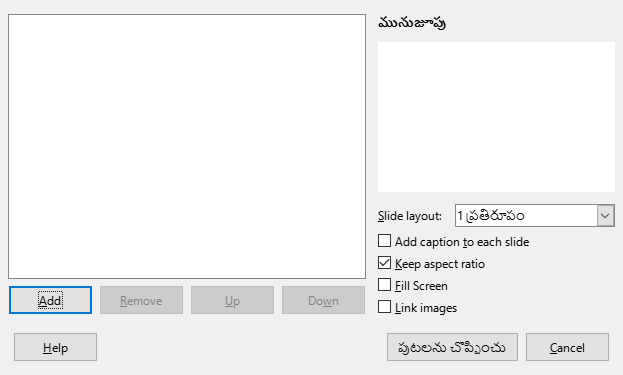 మునుజూపు
Slide layout: 1 ప్రతిరూపం
Add caption to each slide
Keep aspect ratio
Fill Screen
Link images
Add Remove Up Down
Help పుటలను చొప్పించు Cancel